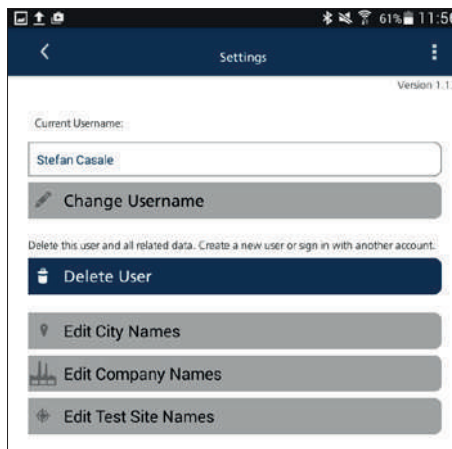 61% 11:56
Settings
Version 1.1.
Current Username:
Stefan Casale
Change Username
Delete this user and all related data. Create a new user or sign in with another account.
Delete User
Edit City Names
Edit Company Names
Edit Test Site Names